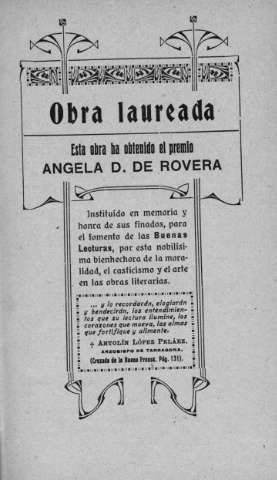 Obra laureada
Esta obra ha obtenido el premio
ANGELA D. DE ROVERA
Instituído en memoria y
honra de sus finados, para
el fomento de las Buenas
Lecturas, por esta nobilísi-
ma bienhechora de la mora-
lidad, el casticismo y el arte
en las obras literarias.
... y lo recordarán, elogiarán
y bendecirán, los entendimien-
tos que su lectura ilumine, los
corazones que mueva, las almas
que fortifique y alimente.
† Antolín López Peláez.
ARZOBISPO DE TARRAGONA.
(Cruzada de la Buena Prensa. Pág. 131).